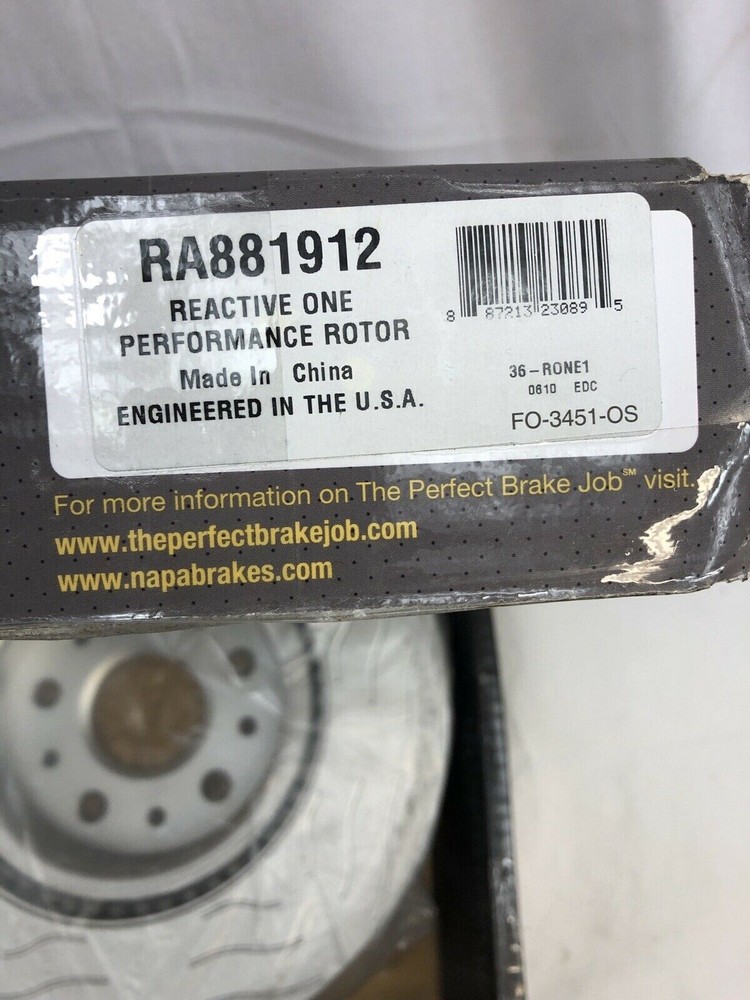 RA881912
REACTIVE ONE
PERFORMANCE ROTOR
Made In China
ENGINEERED IN THE U.S.A.
8 87213 23089 5
36-RONE1
0610 EDC
FO-3451-OS
For more information on The Perfect Brake Job℠ visit.
www.theperfectbrakejob.com
www.napabrakes.com